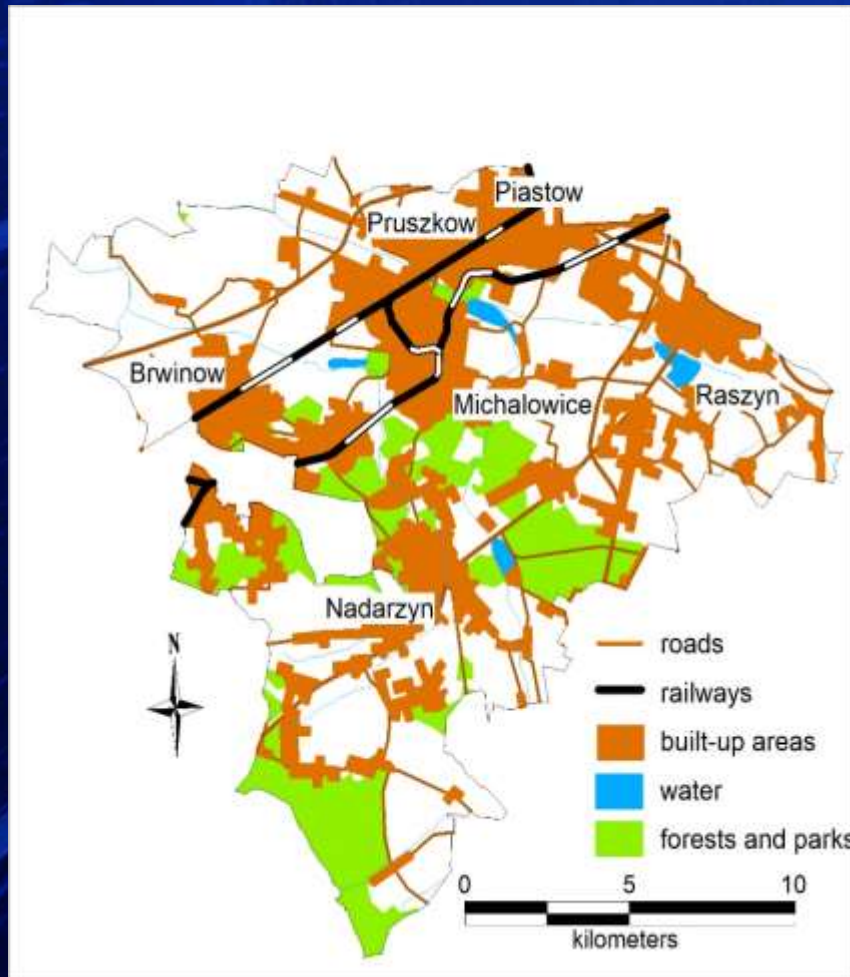 Piastow
Pruszkow
Brwinow
Michalowice
Raszyn
Nadarzyn
N
roads
railways
built-up areas
water
forests and parks
0 5 10
kilometers